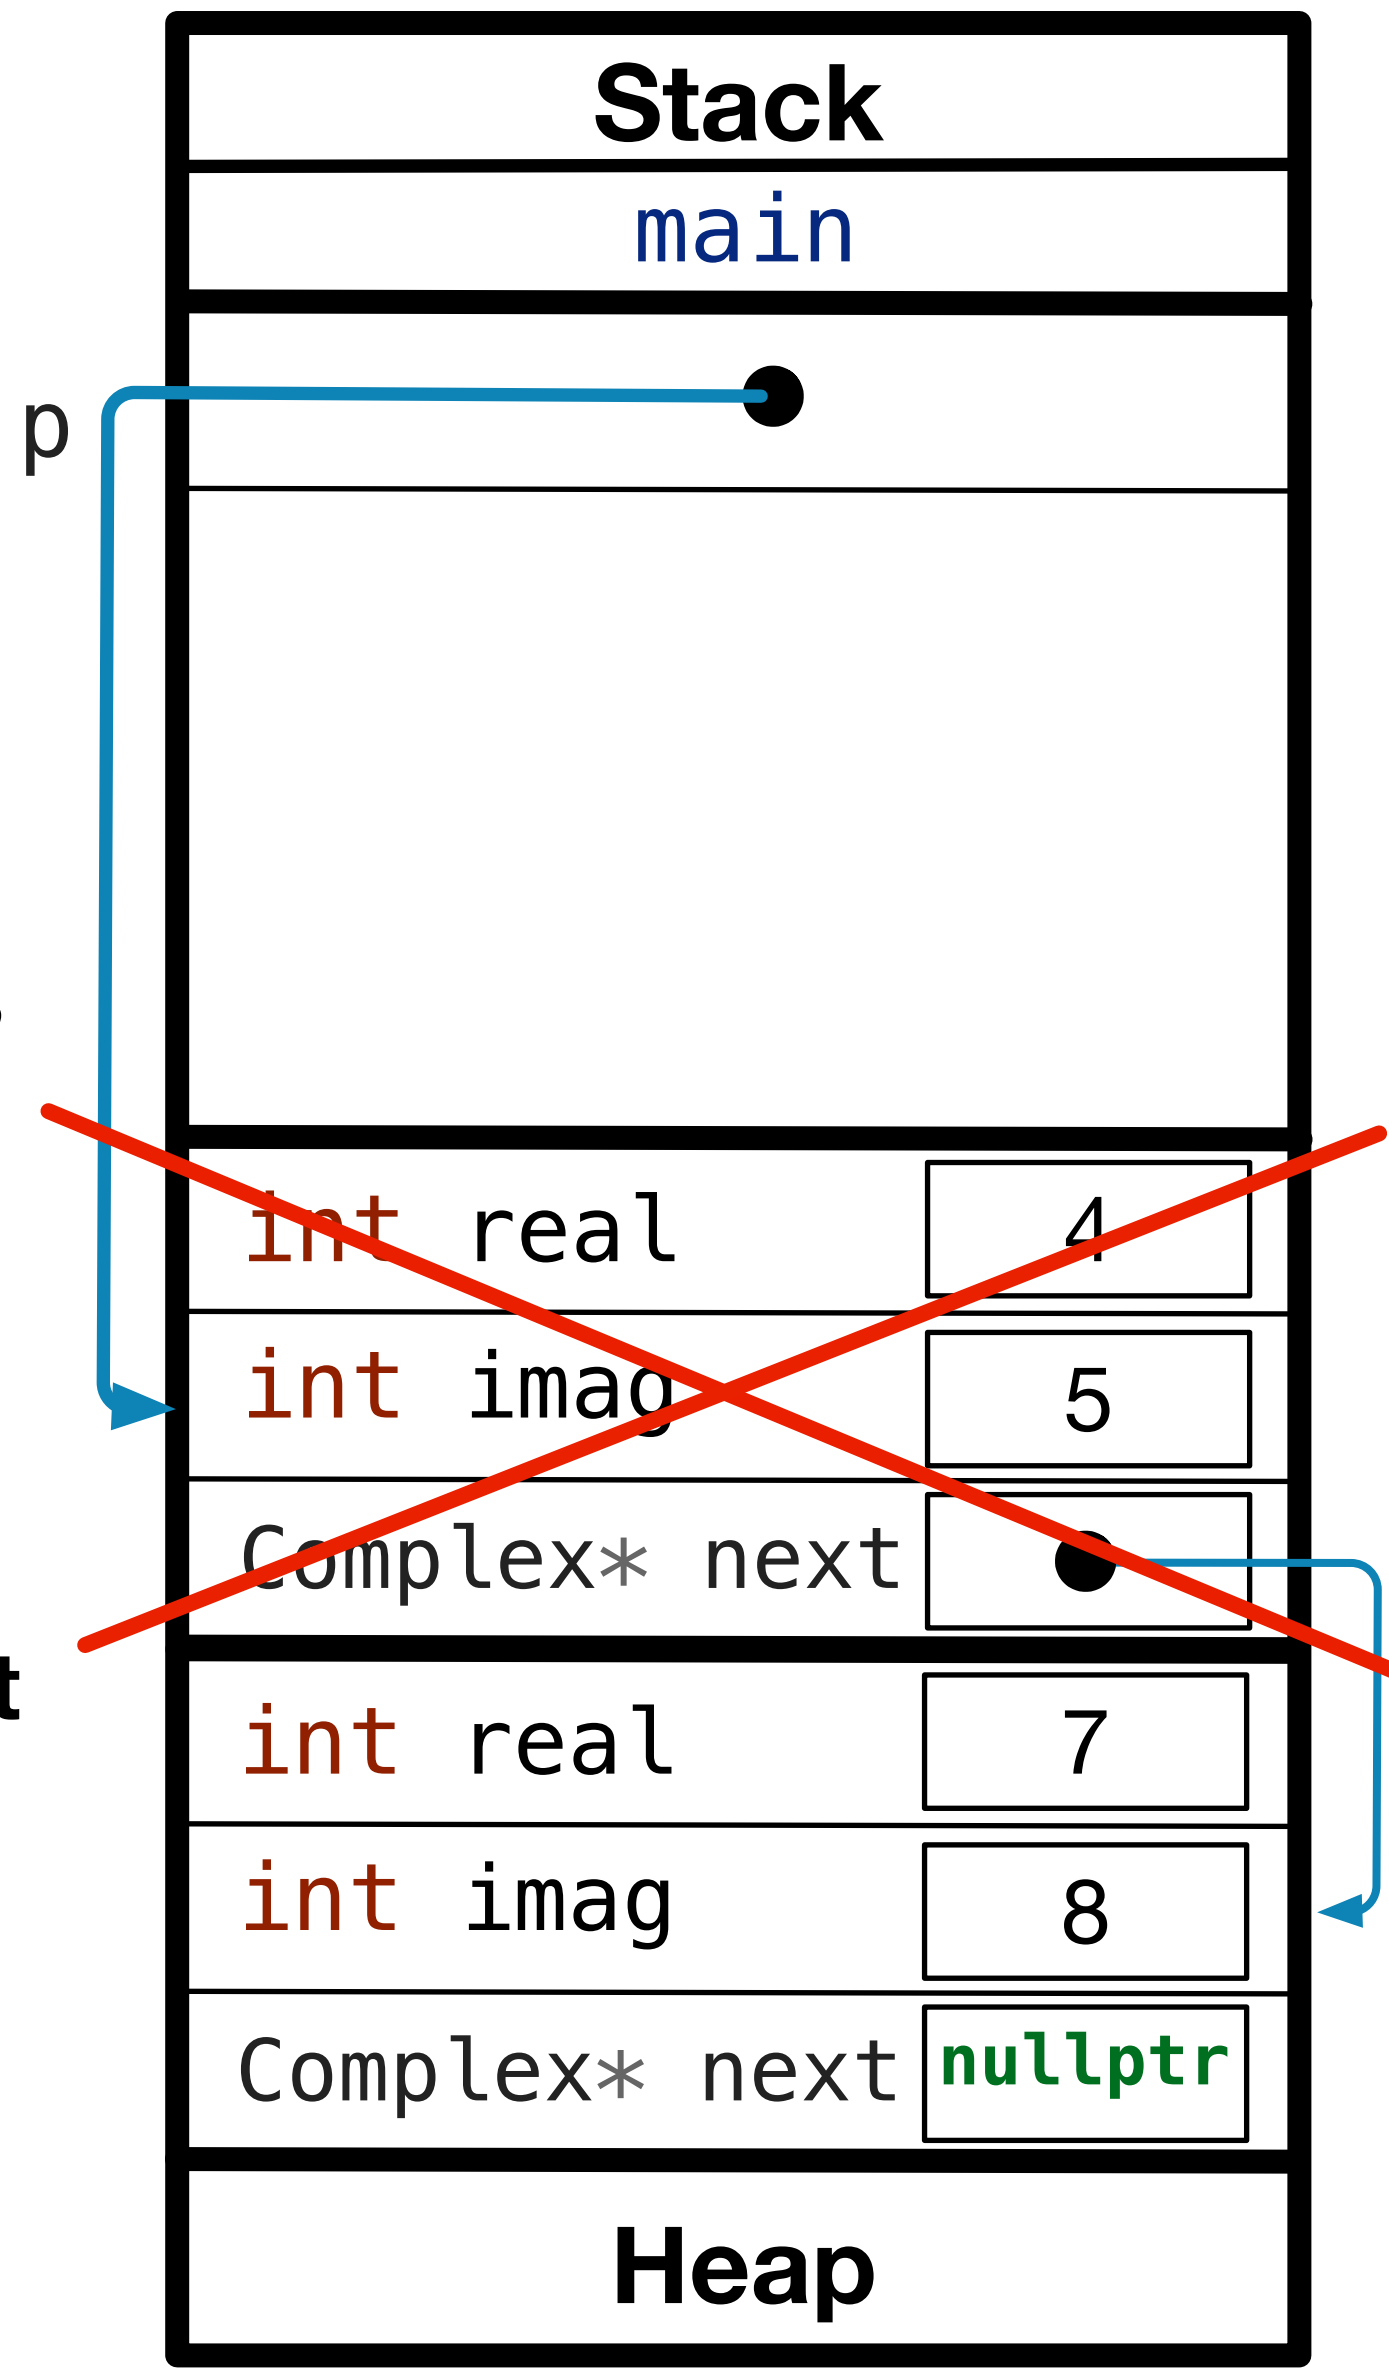 Stack
main
p
int real 4
int imag 5
Complex* next
t
int real 7
int imag 8
Complex* next nullptr
Heap